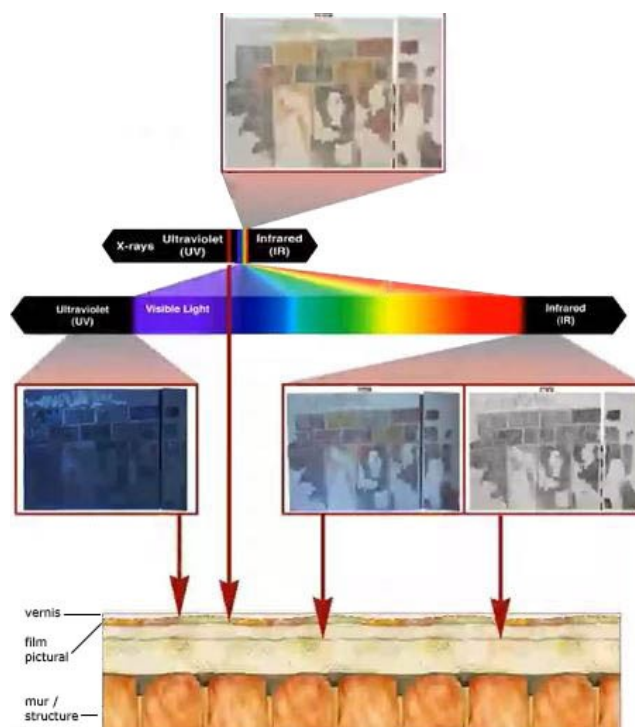 X-rays
Ultraviolet
(UV)
Infrared
(IR)
Ultraviolet
(UV)
Visible Light
Infrared
(IR)
vernis
film
pictural
mur /
structure